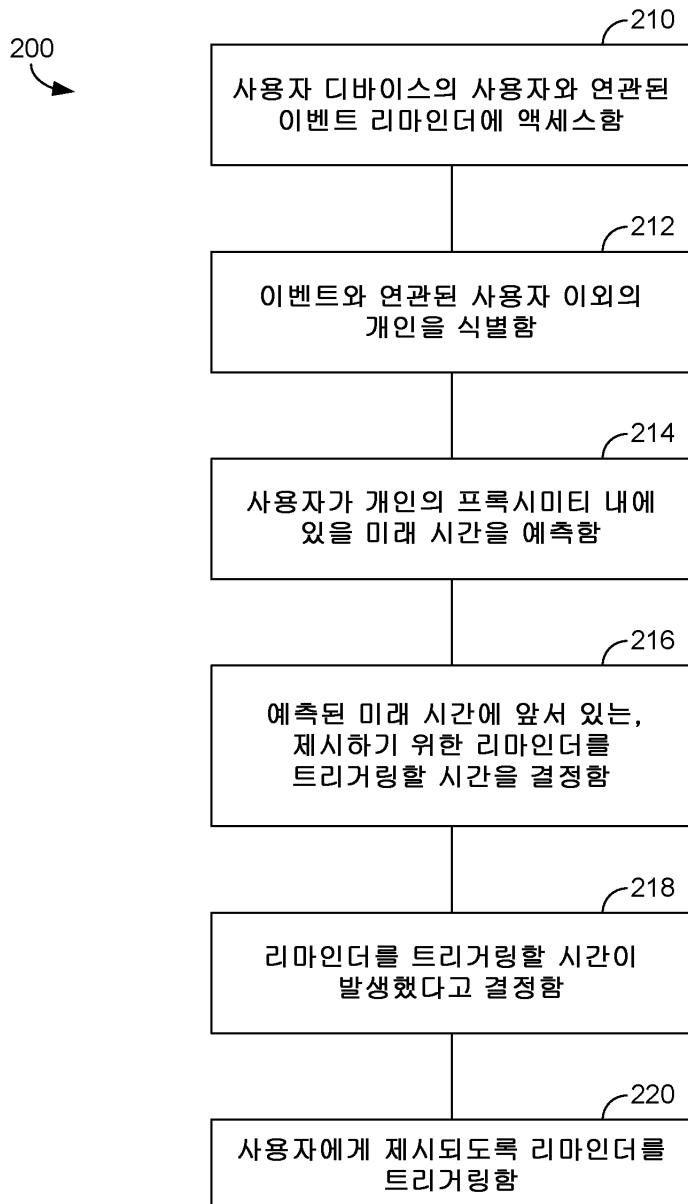 200
210
사용자 디바이스의 사용자와 연관된
이벤트 리마인더에 액세스함
212
이벤트와 연관된 사용자 이외의
개인을 식별함
214
사용자가 개인의 프록시미티 내에
있을 미래 시간을 예측함
216
예측된 미래 시간에 앞서 있는,
제시하기 위한 리마인더를
트리거링할 시간을 결정함
218
리마인더를 트리거링할 시간이
발생했다고 결정함
220
사용자에게 제시되도록 리마인더를
트리거링함